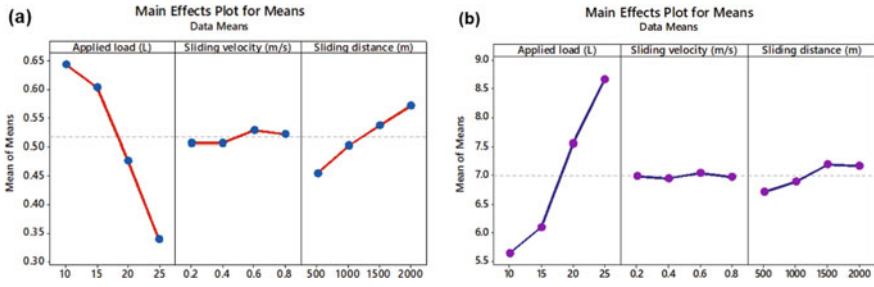 (a)
Main Effects Plot for Means
Data Means
Applied load (L) Sliding velocity (m/s) Sliding distance (m)
Mean of Means
0.65
0.60
0.55
0.50
0.45
0.40
0.35
0.30
10 15 20 25 0.2 0.4 0.6 0.8 500 1000 1500 2000
(b)
Main Effects Plot for Means
Data Means
Applied load (L) Sliding velocity (m/s) Sliding distance (m)
Mean of Means
9.0
8.5
8.0
7.5
7.0
6.5
6.0
5.5
10 15 20 25 0.2 0.4 0.6 0.8 500 1000 1500 2000